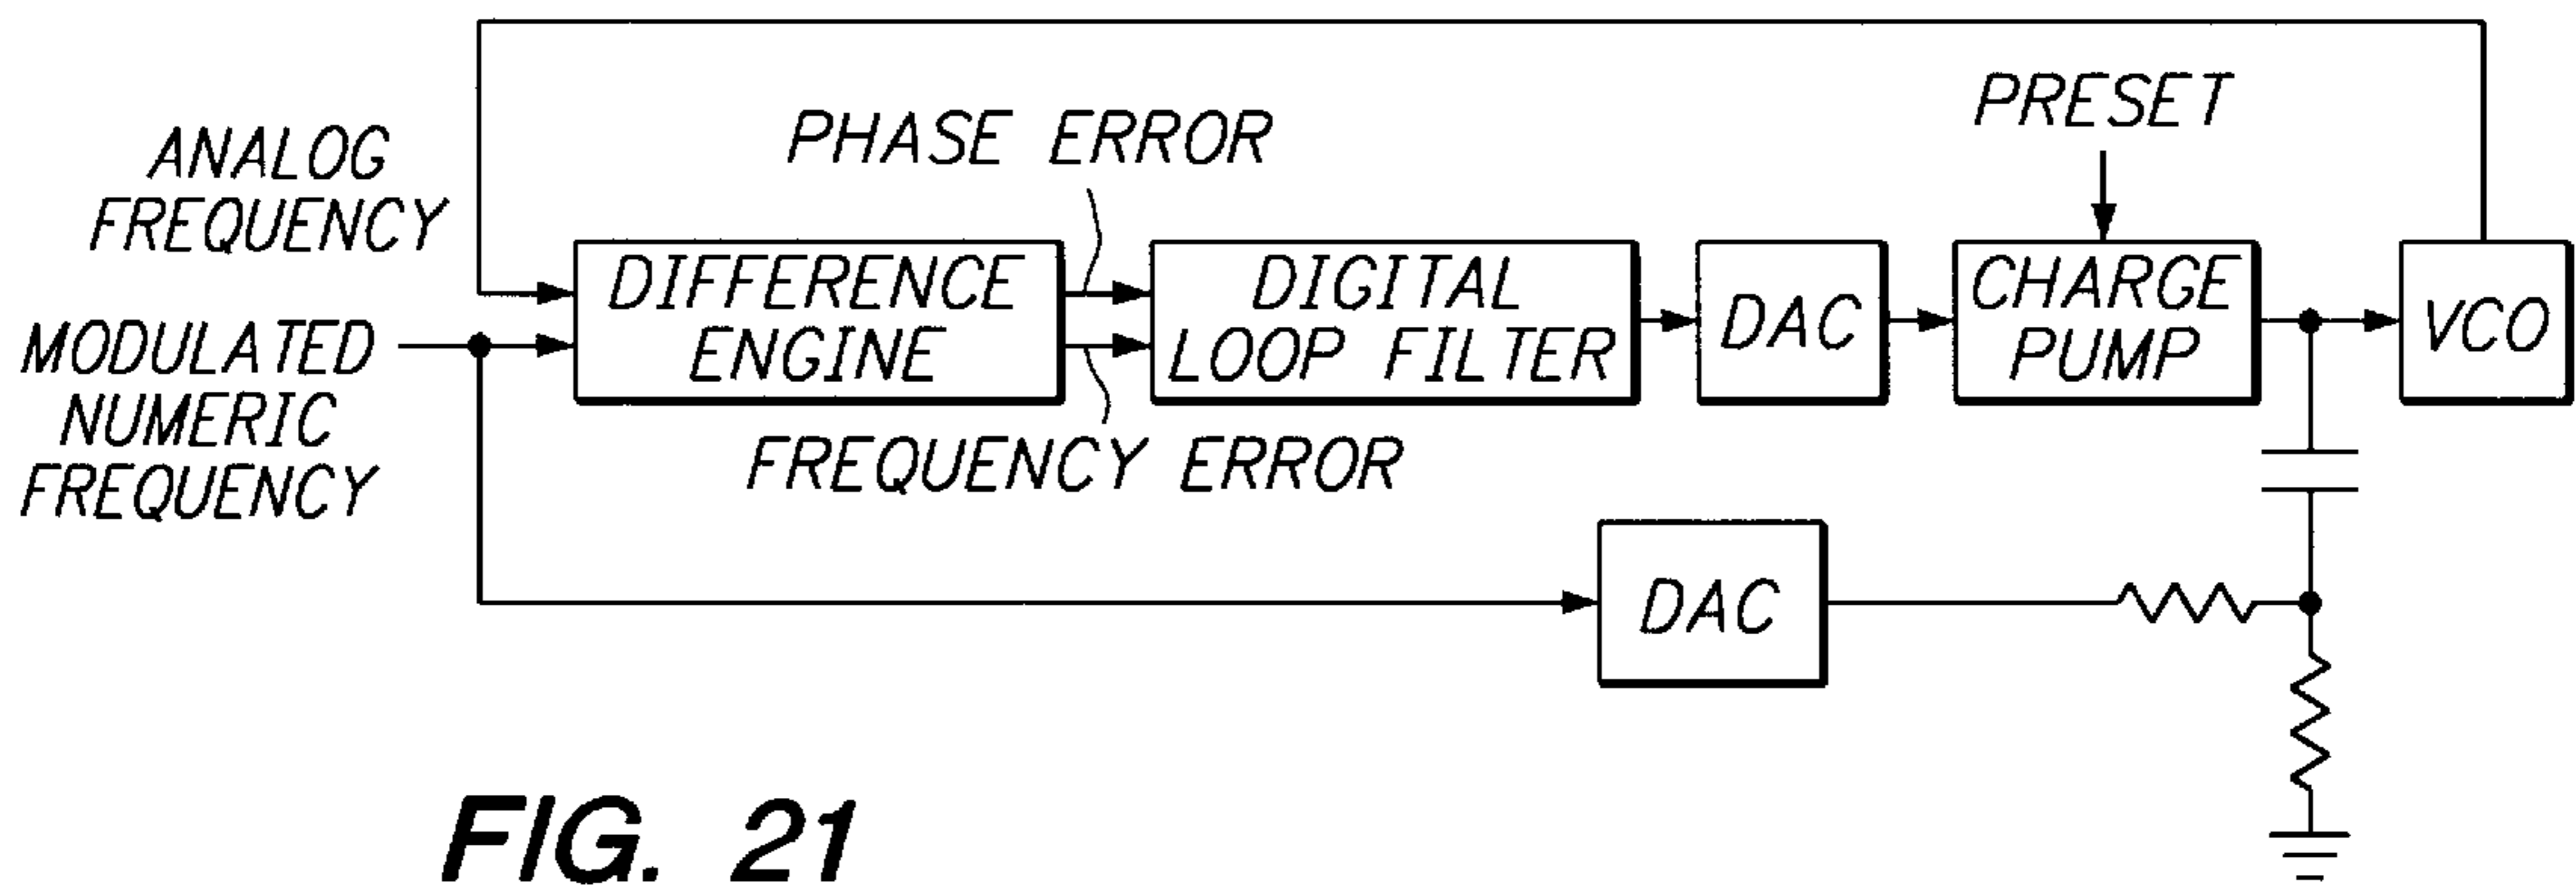 ANALOG
FREQUENCY
MODULATED
NUMERIC
FREQUENCY
DIFFERENCE
ENGINE
PHASE ERROR
FREQUENCY ERROR
DIGITAL
LOOP FILTER
DAC
PRESET
CHARGE
PUMP
VCO
DAC
FIG. 21